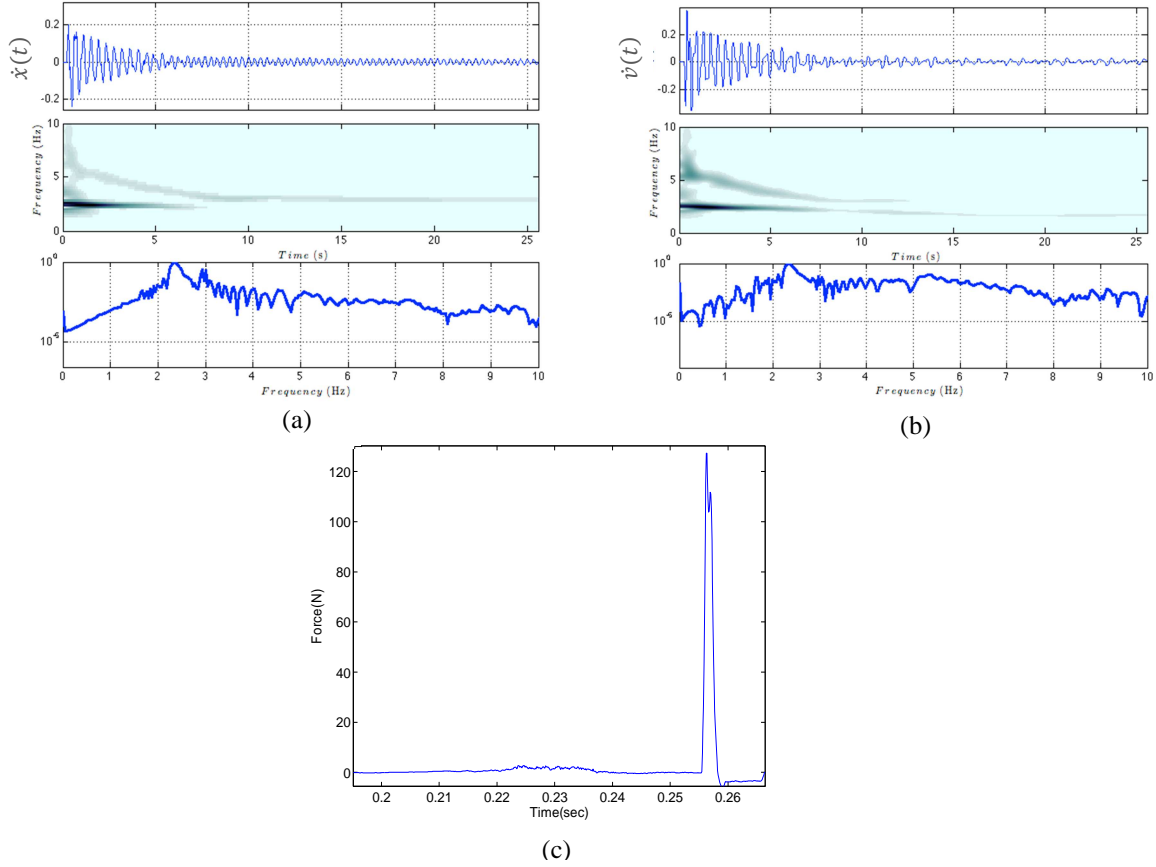 ẋ(t)
0.2
0
-0.2
10
5
0
Frequency (Hz)
0 5 10 15 20 25
Time (s)
10⁰
10⁻⁵
0 1 2 3 4 5 6 7 8 9 10
Frequency (Hz)
(a)
v̇(t)
0.2
0
-0.2
10
5
0
Frequency (Hz)
0 5 10 15 20 25
Time (s)
10⁰
10⁻⁵
0 1 2 3 4 5 6 7 8 9 10
Frequency (Hz)
(b)
120
100
80
60
40
20
0
Force(N)
0.2 0.21 0.22 0.23 0.24 0.25 0.26
Time(sec)
(c)